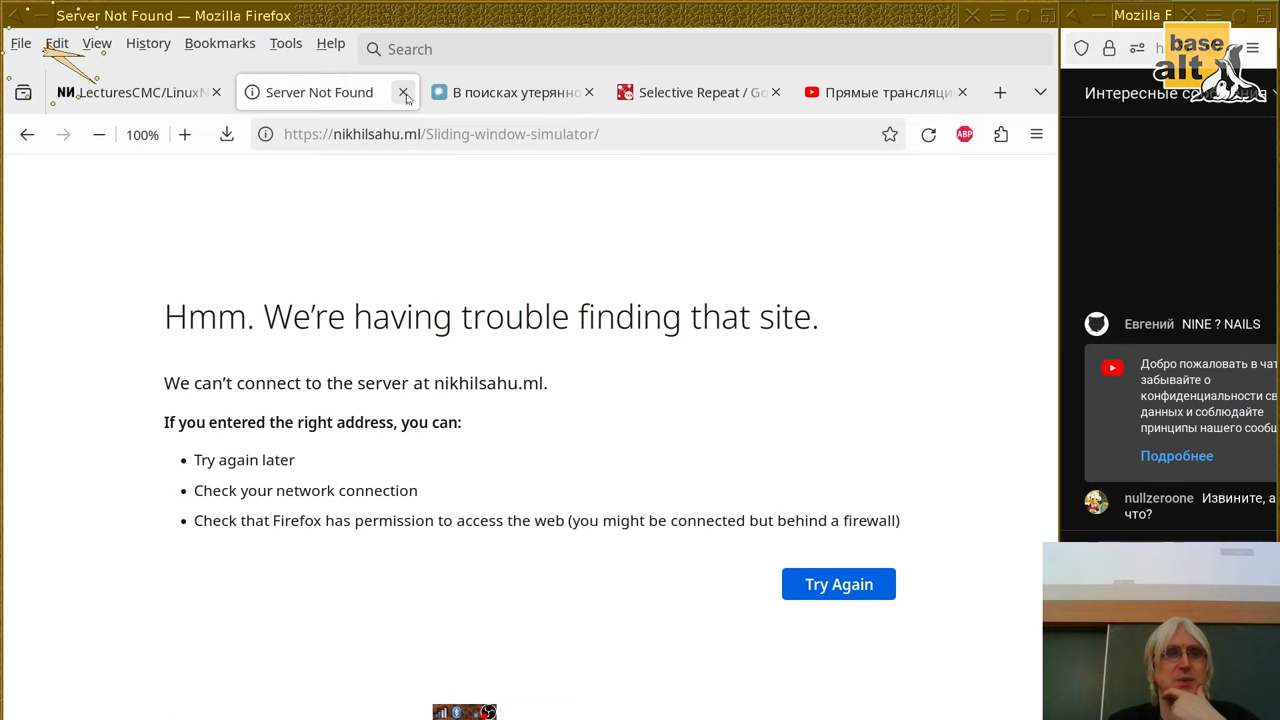 Server Not Found — Mozilla Firefox
Mozilla F
File Edit View History Bookmarks Tools Help
Search
base
alt
LecturesCMC/Linux
Server Not Found
В поисках утерянно
Selective Repeat / Go
Прямые трансляци
Интересные
100%
https://nikhilsahu.ml/Sliding-window-simulator/
ABP
Hmm. We’re having trouble finding that site.
We can’t connect to the server at nikhilsahu.ml.
If you entered the right address, you can:
Try again later
Check your network connection
Check that Firefox has permission to access the web (you might be connected but behind a firewall)
Try Again
Евгений NINE ? NAILS
Добро пожаловать в чат
забывайте о
конфиденциальности св
данных и соблюдайте
принципы нашего сообщ
Подробнее
nullzeroone Извините, а
что?